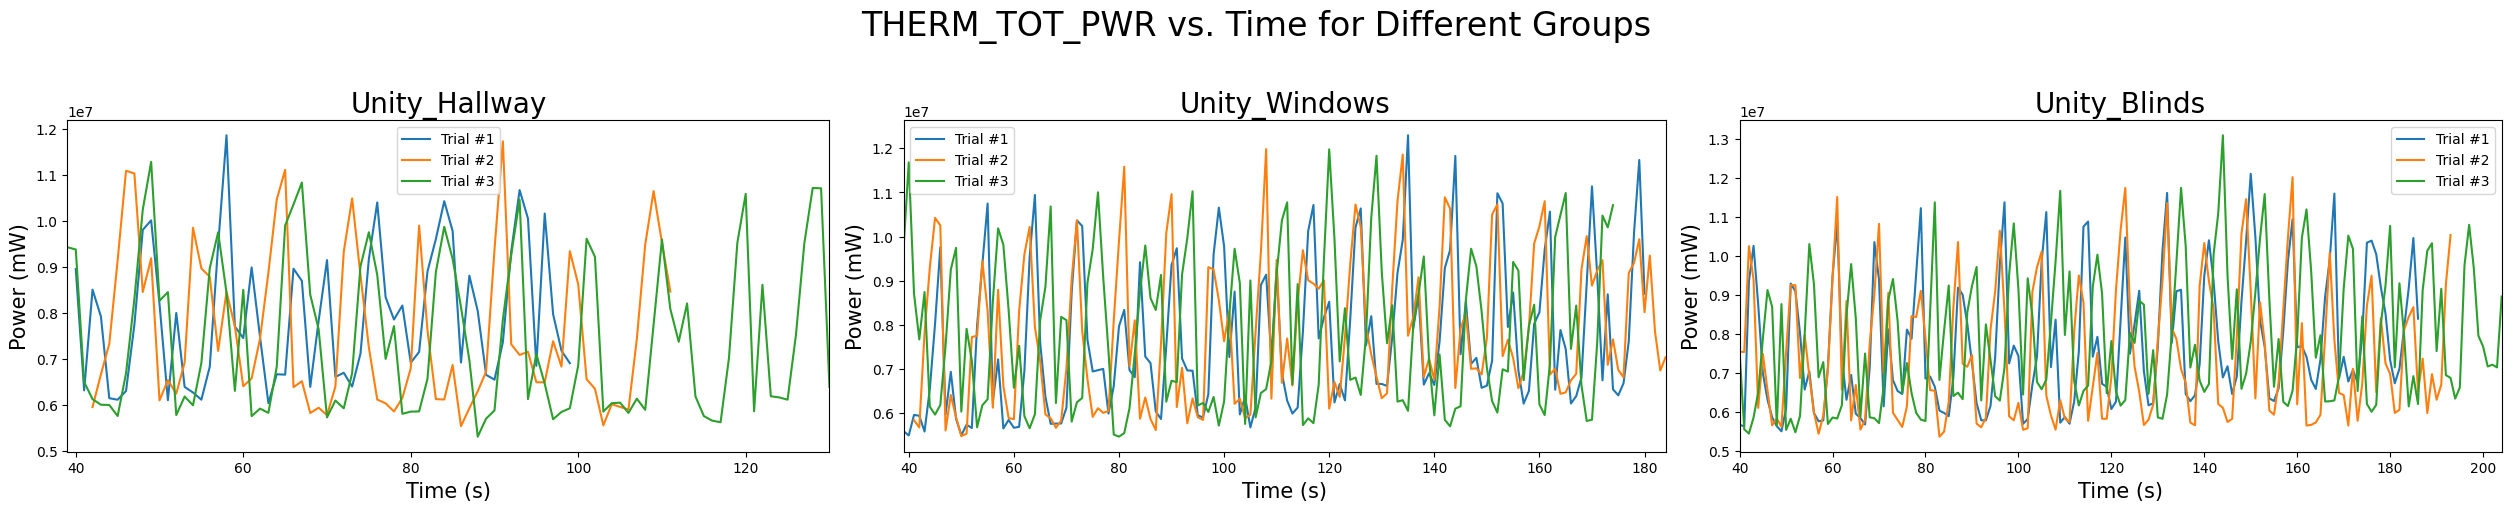 THERM_TOT_PWR vs. Time for Different Groups
Unity_Hallway
1e7
1.2
1.1
1.0
0.9
0.8
0.7
0.6
0.5
Power (mW)
40 60 80 100 120
Time (s)
Trial #1
Trial #2
Trial #3
Unity_Windows
1e7
1.2
1.1
1.0
0.9
0.8
0.7
0.6
Power (mW)
40 60 80 100 120 140 160 180
Time (s)
Trial #1
Trial #2
Trial #3
Unity_Blinds
1e7
1.3
1.2
1.1
1.0
0.9
0.8
0.7
0.6
0.5
Power (mW)
40 60 80 100 120 140 160 180 200
Time (s)
Trial #1
Trial #2
Trial #3